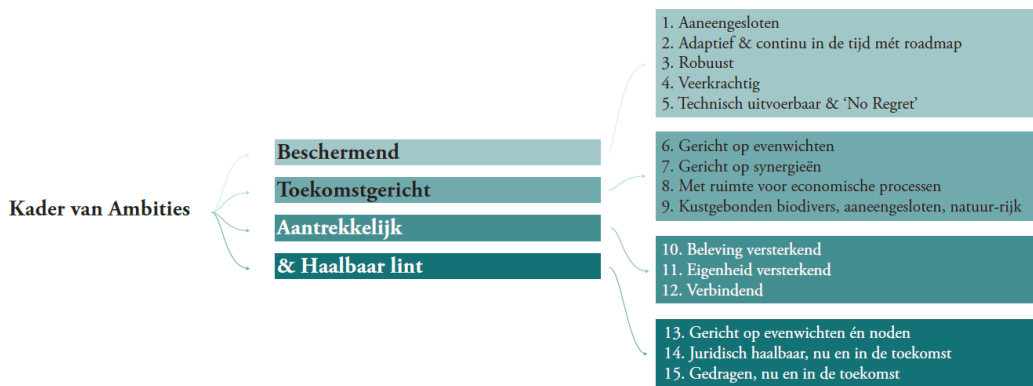 Kader van Ambities
Beschermend
Toekomstgericht
Aantrekkelijk
& Haalbaar lint
1. Aaneengesloten
2. Adaptief & continu in de tijd mét roadmap
3. Robuust
4. Veerkrachtig
5. Technisch uitvoerbaar & ‘No Regret’
6. Gericht op evenwichten
7. Gericht op synergieën
8. Met ruimte voor economische processen
9. Kustgebonden biodivers, aaneengesloten, natuur-rijk
10. Beleving versterkend
11. Eigenheid versterkend
12. Verbindend
13. Gericht op evenwichten én noden
14. Juridisch haalbaar, nu en in de toekomst
15. Gedragen, nu en in de toekomst